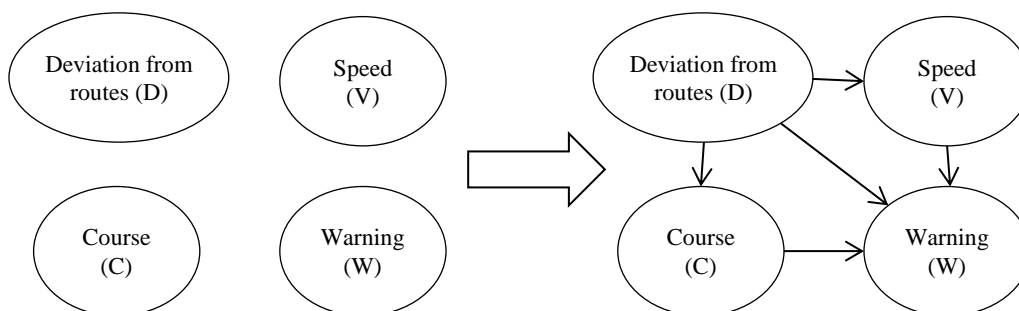 Deviation from
routes (D)
Speed
(V)
Course
(C)
Warning
(W)
Deviation from
routes (D)
Speed
(V)
Course
(C)
Warning
(W)